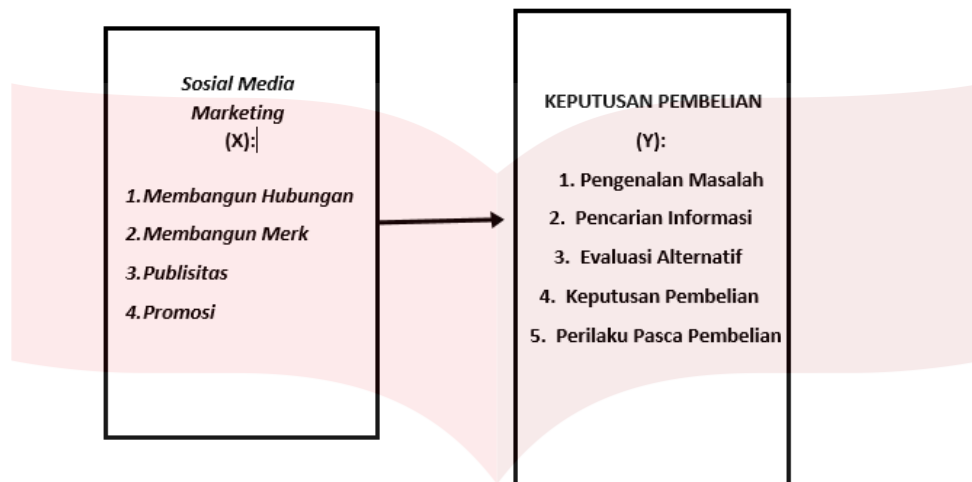 Sosial Media
Marketing
(X):
1.Membangun Hubungan
2.Membangun Merk
3.Publisitas
4.Promosi
KEPUTUSAN PEMBELIAN
(Y):
1. Pengenalan Masalah
2. Pencarian Informasi
3. Evaluasi Alternatif
4. Keputusan Pembelian
5. Perilaku Pasca Pembelian